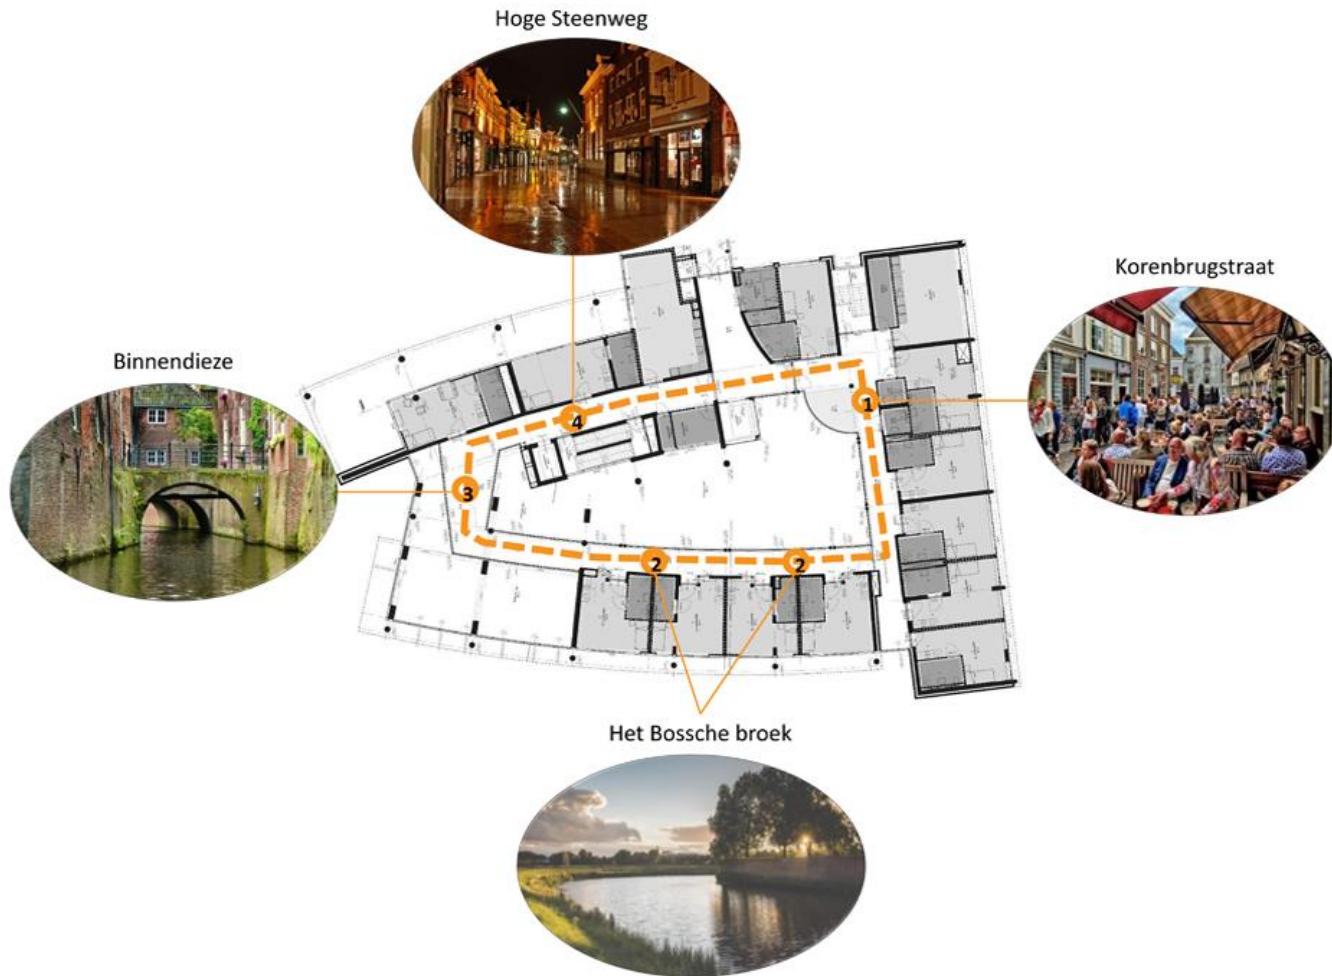 Hoge Steenweg
Korenbrugstraat
Binnendieze
1
4
3
2
2
Het Bossche broek